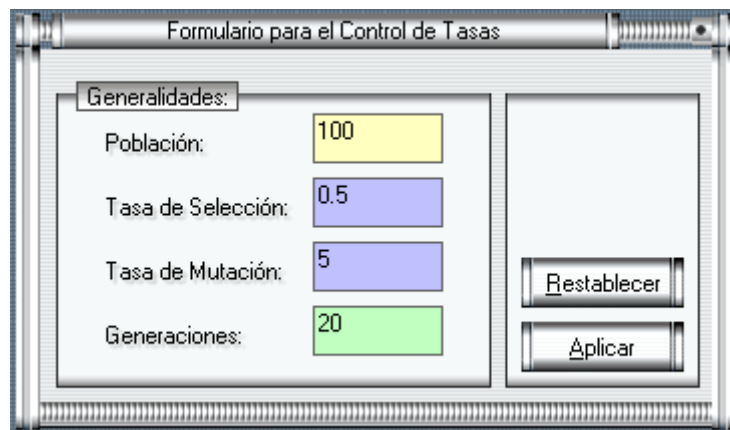 Formulario para el Control de Tasas
Generalidades:
Población: 100
Tasa de Selección: 0.5
Tasa de Mutación: 5
Generaciones: 20
Restablecer
Aplicar